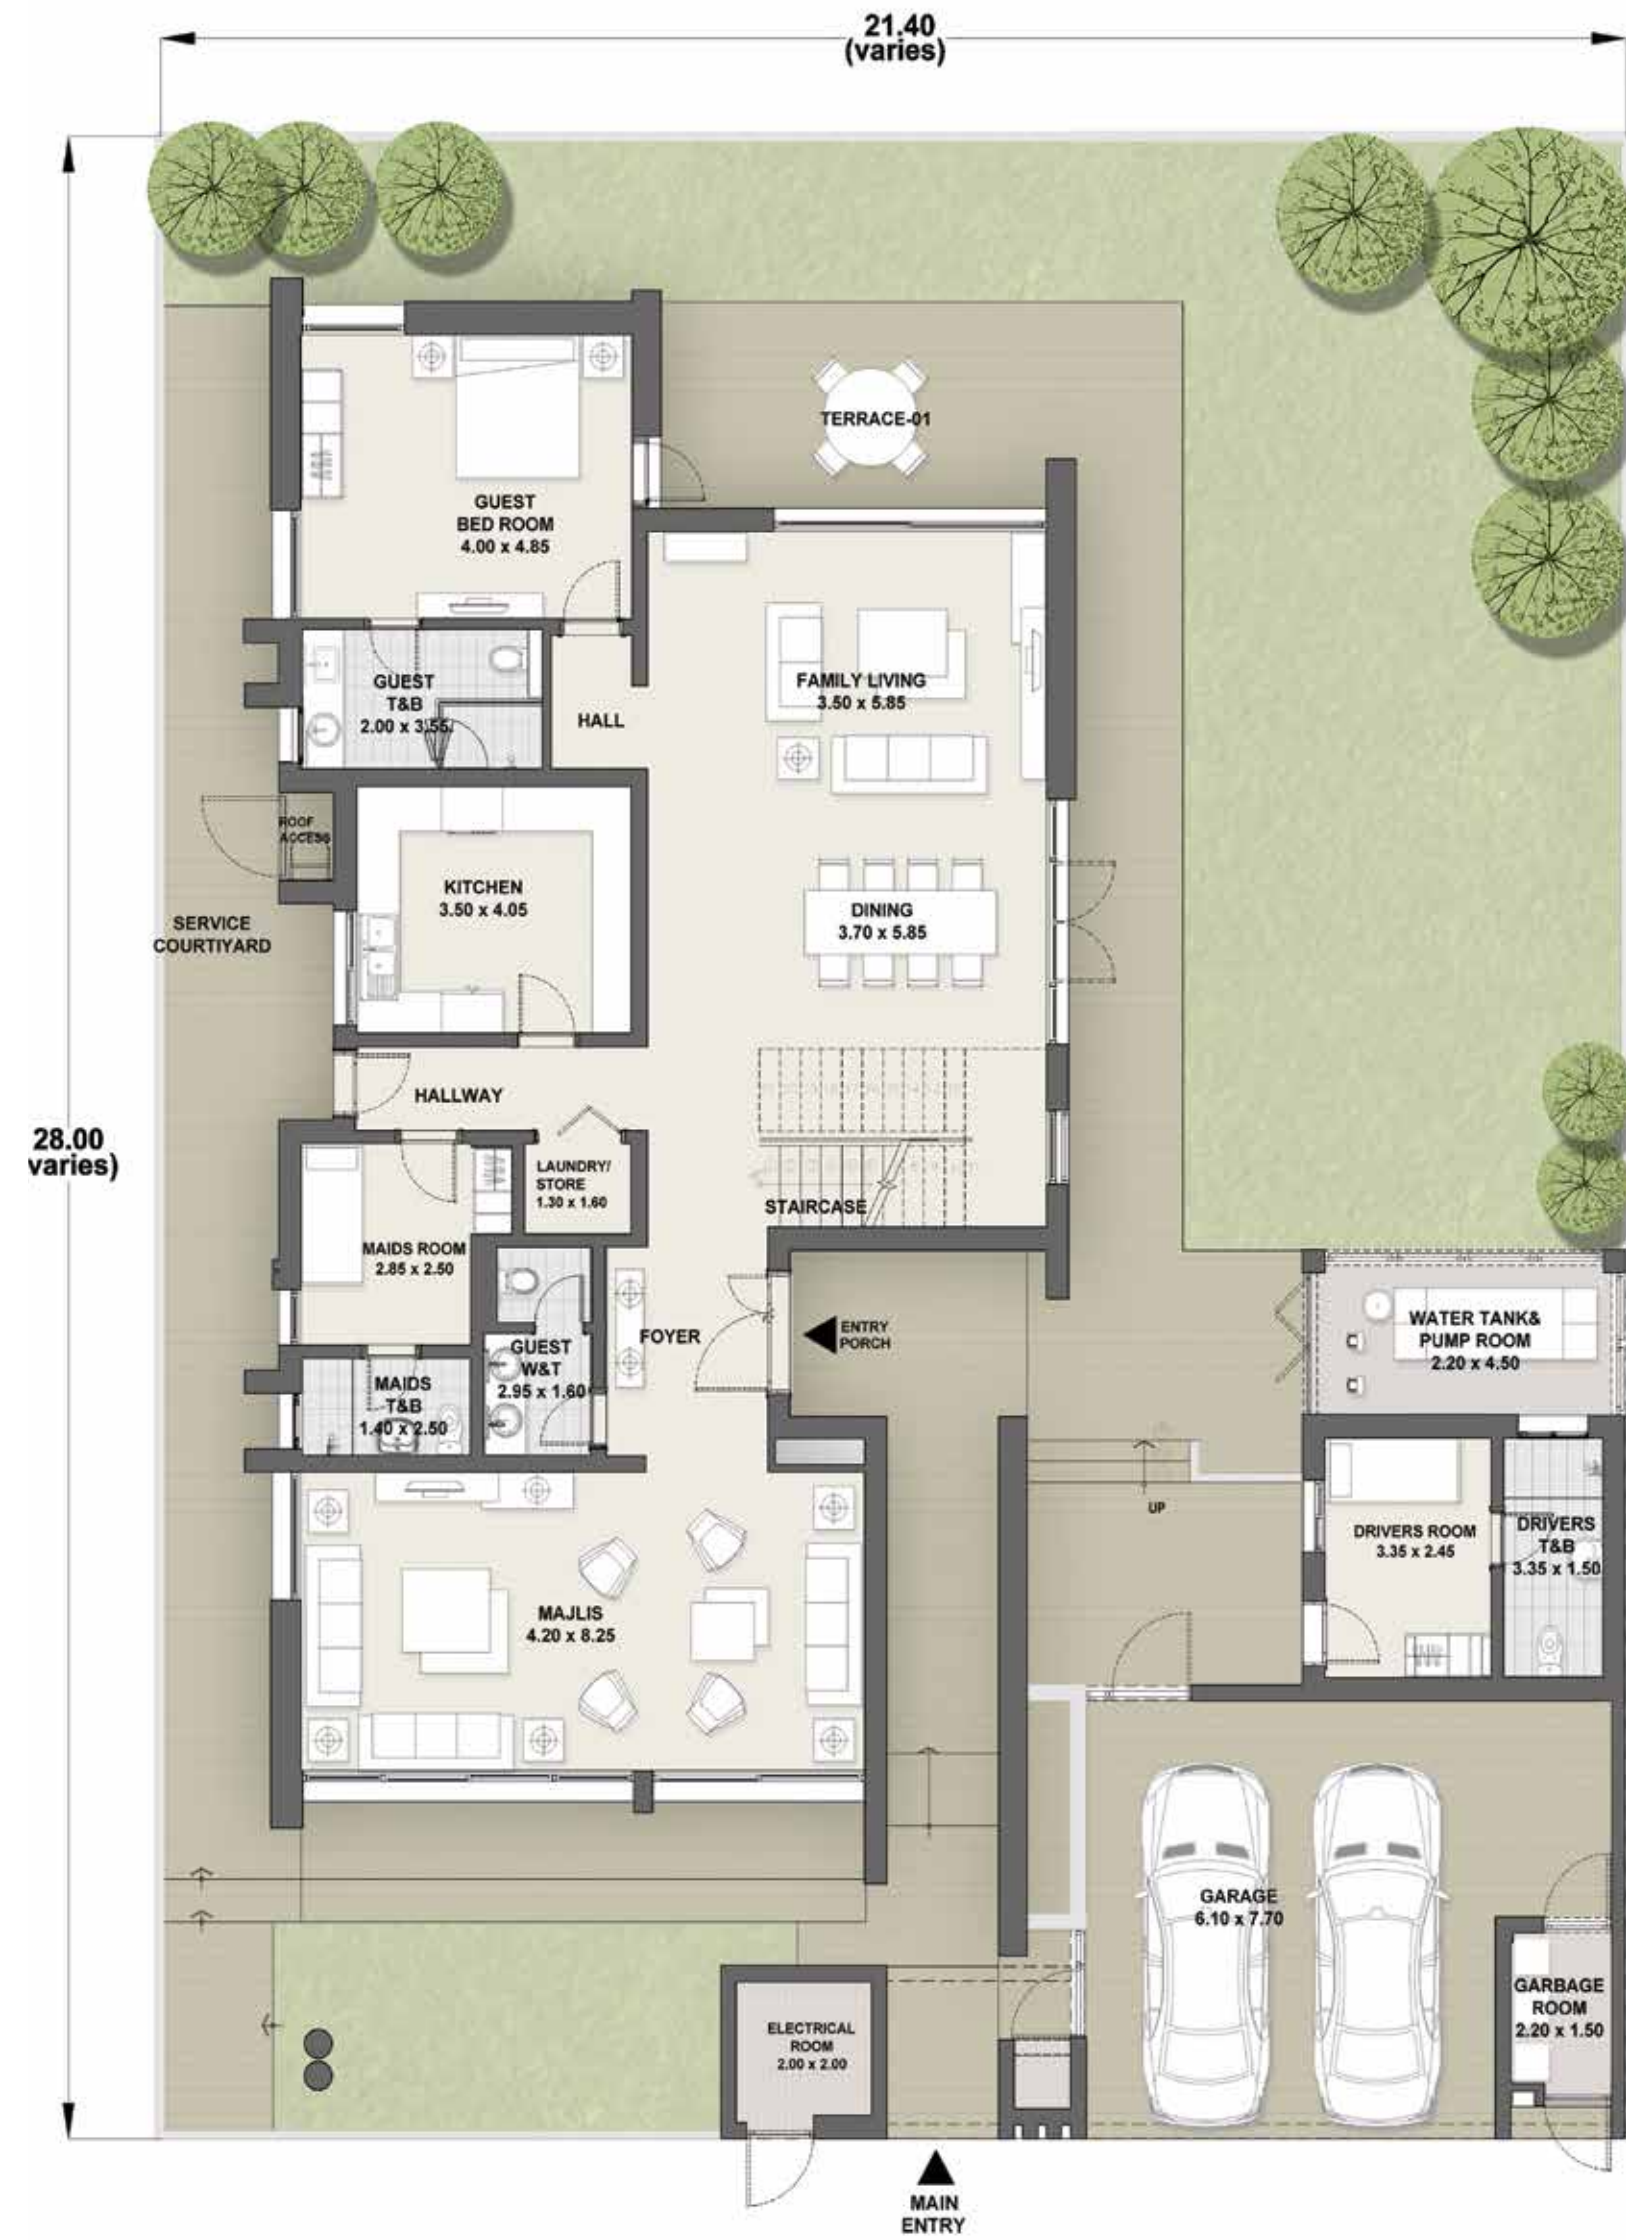 21.40
(varies)
TERRACE-01
GUEST
BED ROOM
4.00 x 4.85
FAMILY LIVING
3.50 x 5.85
GUEST
T&B
2.00 x 3.55
HALL
ROOF
ACCESS
KITCHEN
3.50 x 4.05
DINING
3.70 x 5.85
SERVICE
COURTIYARD
HALLWAY
28.00
varies)
LAUNDRY/
STORE
1.30 x 1.60
STAIRCASE
MAIDS ROOM
2.85 x 2.50
FOYER
ENTRY
PORCH
WATER TANK&
PUMP ROOM
2.20 x 4.50
GUEST
W&T
2.95 x 1.60
MAIDS
T&B
1.40 x 2.50
UP
DRIVERS ROOM
3.35 x 2.45
DRIVERS
T&B
3.35 x 1.50
MAJLIS
4.20 x 8.25
GARAGE
6.10 x 7.70
GARBAGE
ROOM
2.20 x 1.50
ELECTRICAL
ROOM
2.00 x 2.00
MAIN
ENTRY